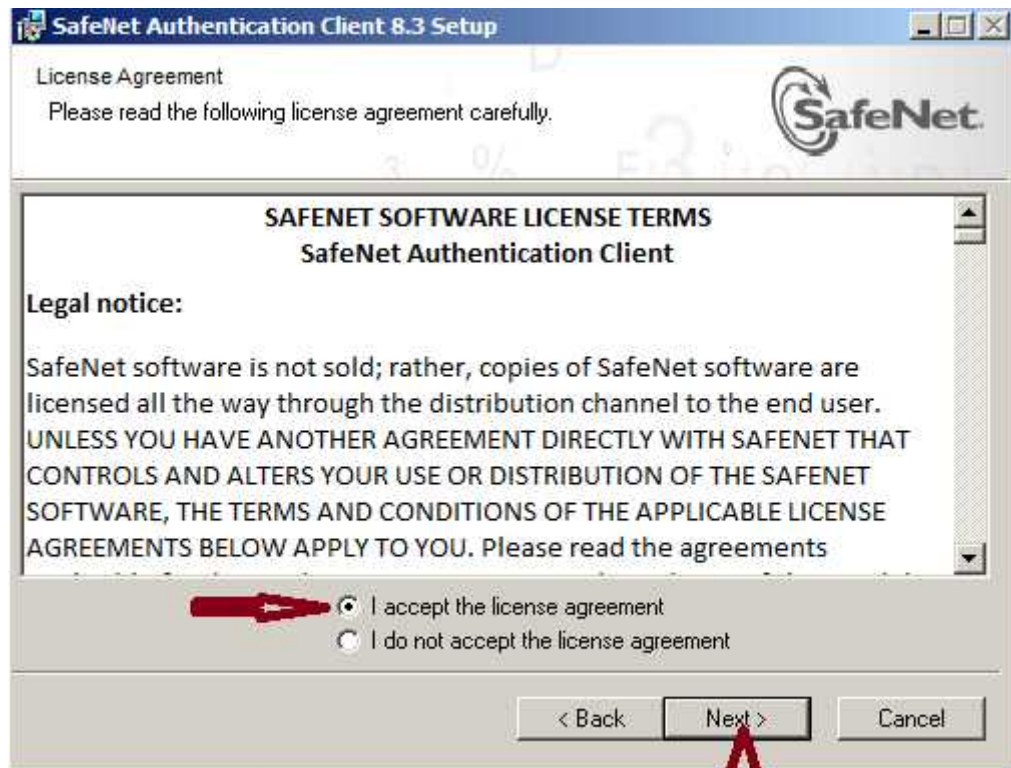 SafeNet Authentication Client 8.3 Setup
License Agreement
Please read the following license agreement carefully.
SafeNet.
SAFENET SOFTWARE LICENSE TERMS
SafeNet Authentication Client
Legal notice:
SafeNet software is not sold; rather, copies of SafeNet software are
licensed all the way through the distribution channel to the end user.
UNLESS YOU HAVE ANOTHER AGREEMENT DIRECTLY WITH SAFENET THAT
CONTROLS AND ALTERS YOUR USE OR DISTRIBUTION OF THE SAFENET
SOFTWARE, THE TERMS AND CONDITIONS OF THE APPLICABLE LICENSE
AGREEMENTS BELOW APPLY TO YOU. Please read the agreements
I accept the license agreement
I do not accept the license agreement
< Back
Next >
Cancel